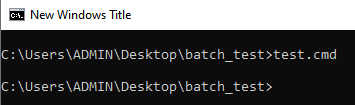 New Windows Title
C:\Users\ADMIN\Desktop\batch_test>test.cmd
C:\Users\ADMIN\Desktop\batch_test>